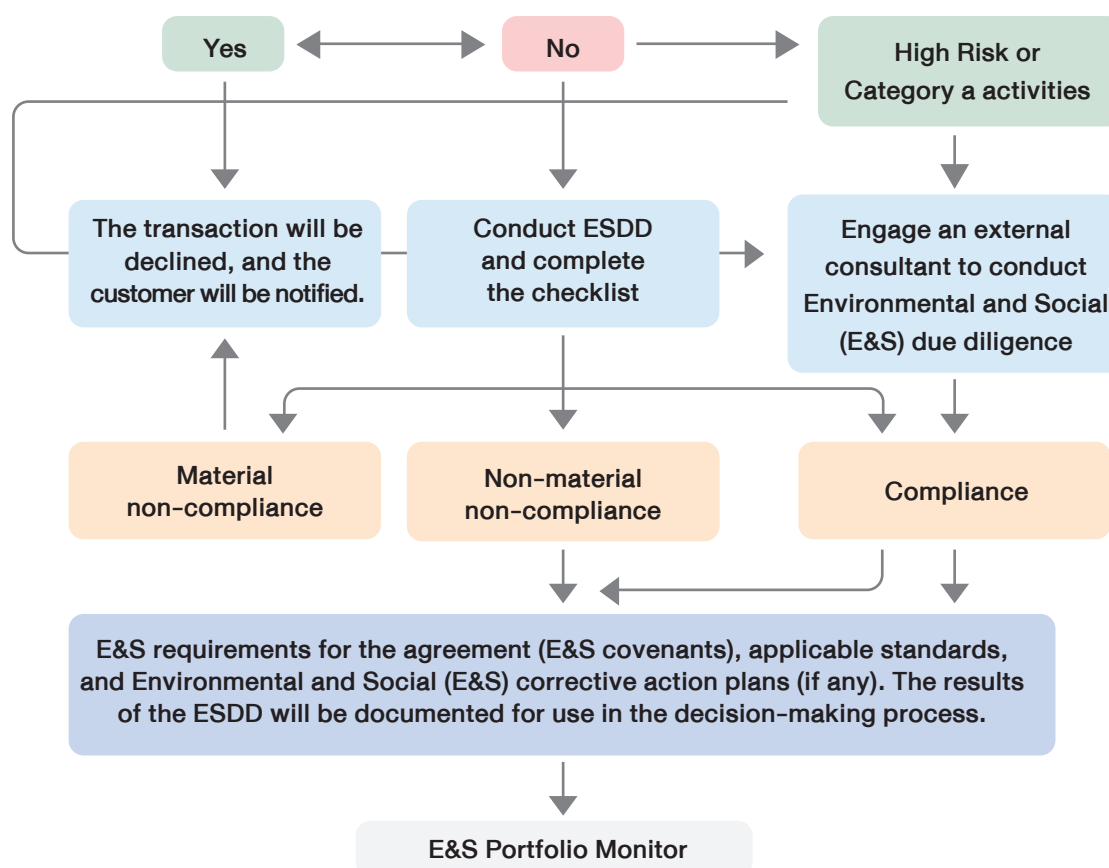 Yes
No
High Risk or
Category a activities
The transaction will be
declined, and the
customer will be notified.
Conduct ESDD
and complete
the checklist
Engage an external
consultant to conduct
Environmental and Social
(E&S) due diligence
Material
non-compliance
Non-material
non-compliance
Compliance
E&S requirements for the agreement (E&S covenants), applicable standards,
and Environmental and Social (E&S) corrective action plans (if any). The results
of the ESDD will be documented for use in the decision-making process.
E&S Portfolio Monitor